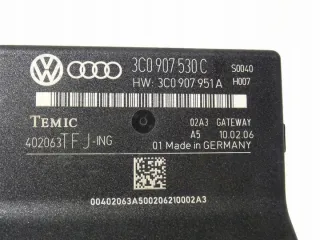 3C0 907 530 C S0040
HW: 3C0 907 951 A H007
TEMIC 02A3 GATEWAY
402063TFJ-ING A5 10.02.06
01 Made in GERMANY
00402063A500206210002A3